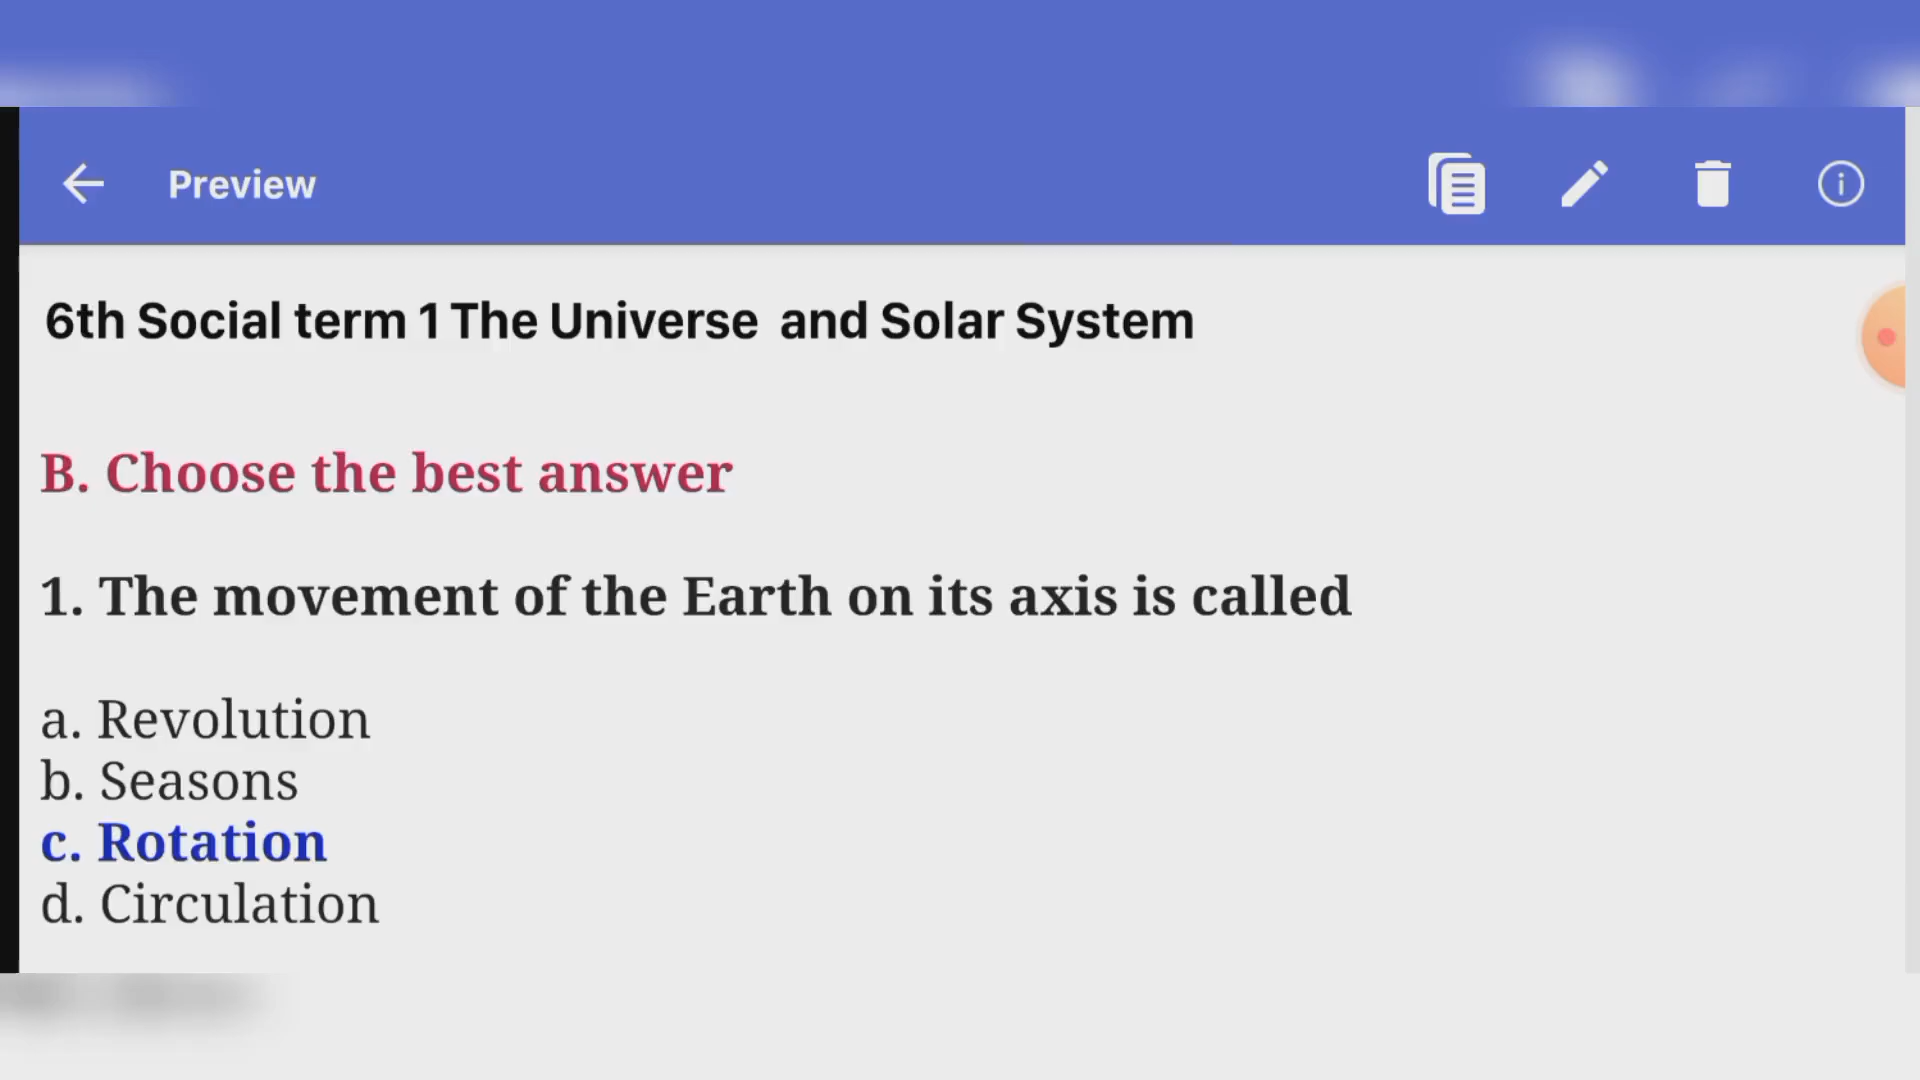 Preview
6th Social term 1 The Universe and Solar System
B. Choose the best answer
1. The movement of the Earth on its axis is called
a. Revolution
b. Seasons
c. Rotation
d. Circulation